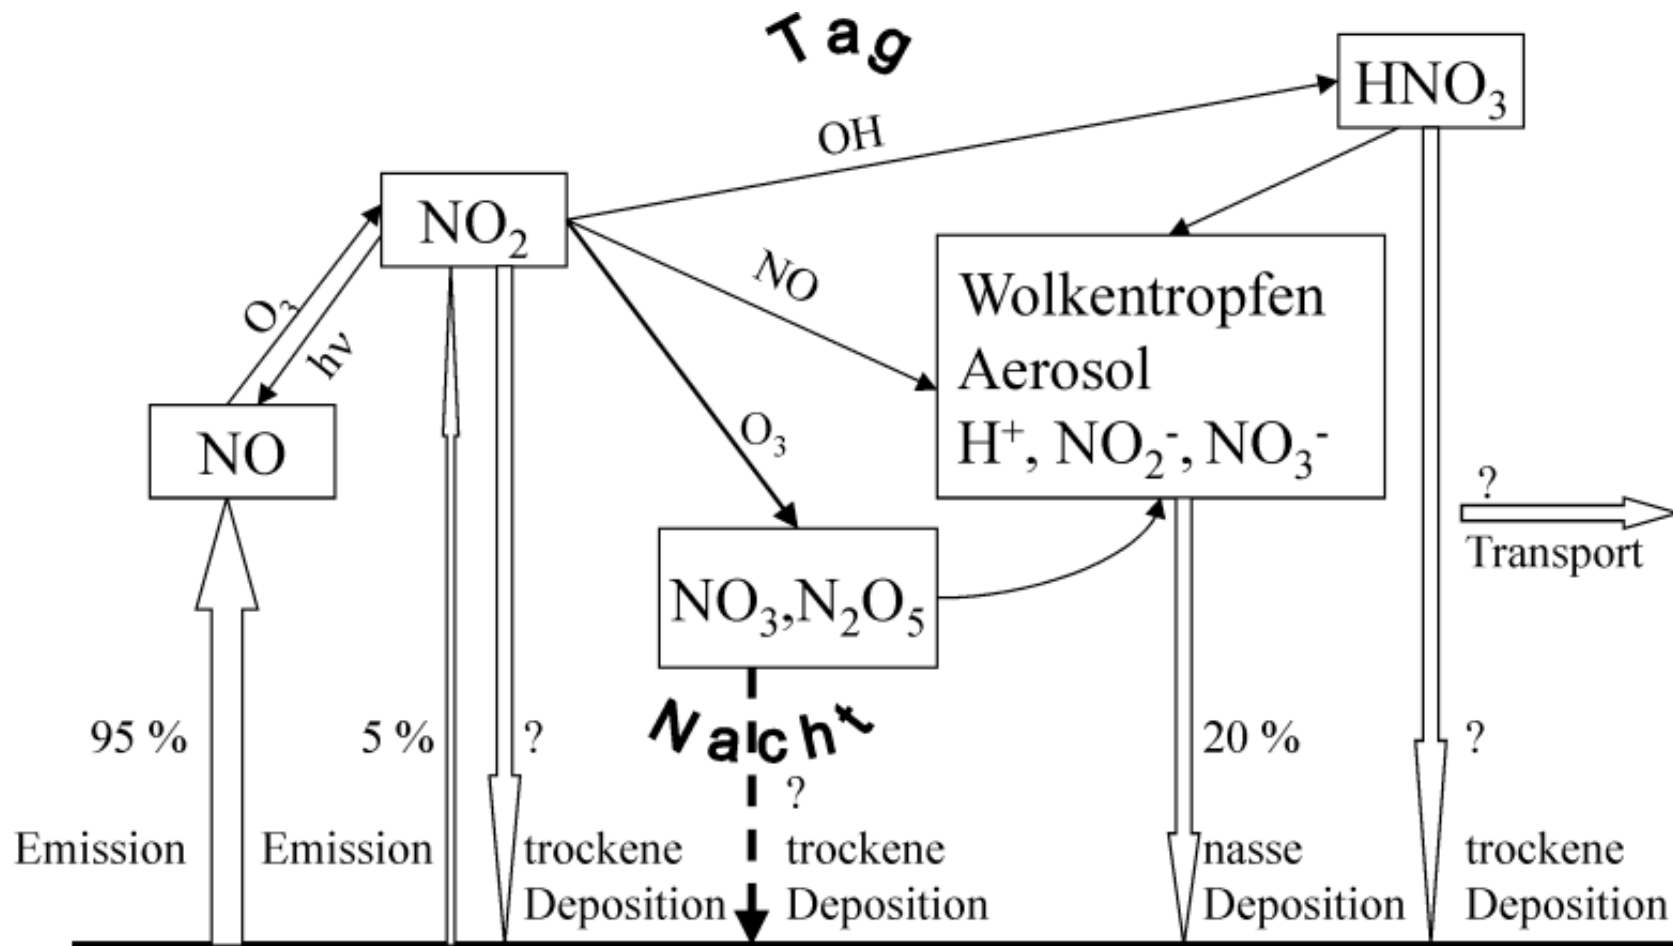 Tag
HNO₃
OH
NO₂
NO
O₃
hν
Wolkentropfen
Aerosol
H⁺, NO₂⁻, NO₃⁻
NO
O₃
?
Transport
NO₃,N₂O₅
Nacht
95 %
5 %
?
?
20 %
?
Emission
Emission
trockene
Deposition
trockene
Deposition
nasse
Deposition
trockene
Deposition